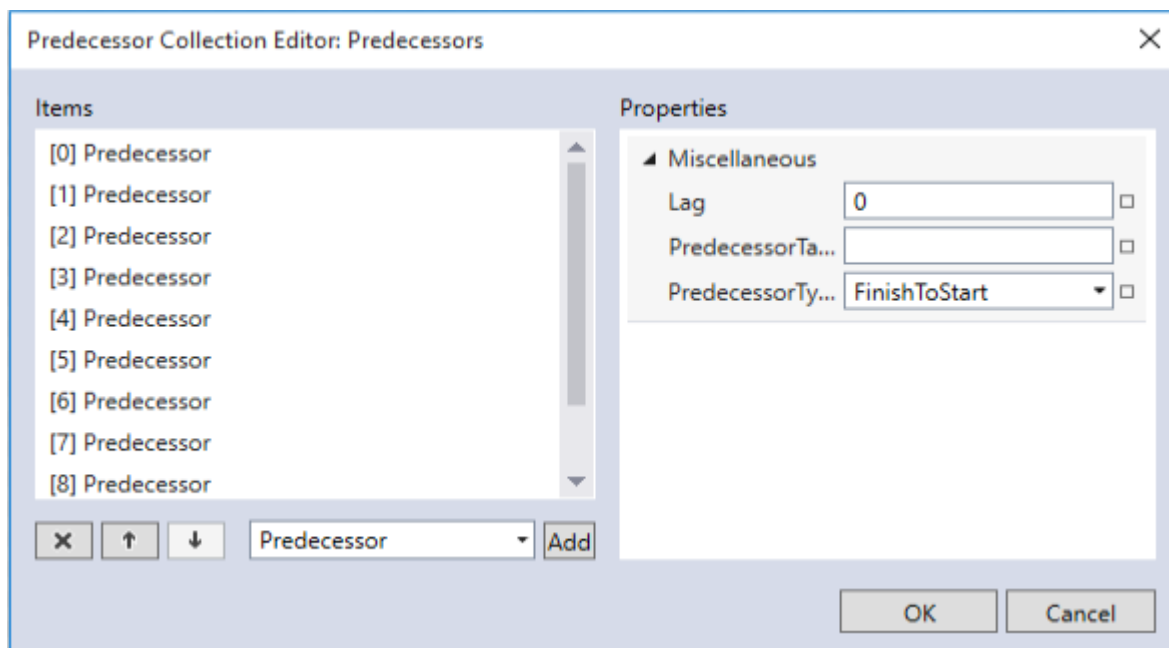 Predecessor Collection Editor: Predecessors
Items
[0] Predecessor
[1] Predecessor
[2] Predecessor
[3] Predecessor
[4] Predecessor
[5] Predecessor
[6] Predecessor
[7] Predecessor
[8] Predecessor
Predecessor
Add
Properties
Miscellaneous
Lag 0
PredecessorTa...
PredecessorTy... FinishToStart
OK
Cancel